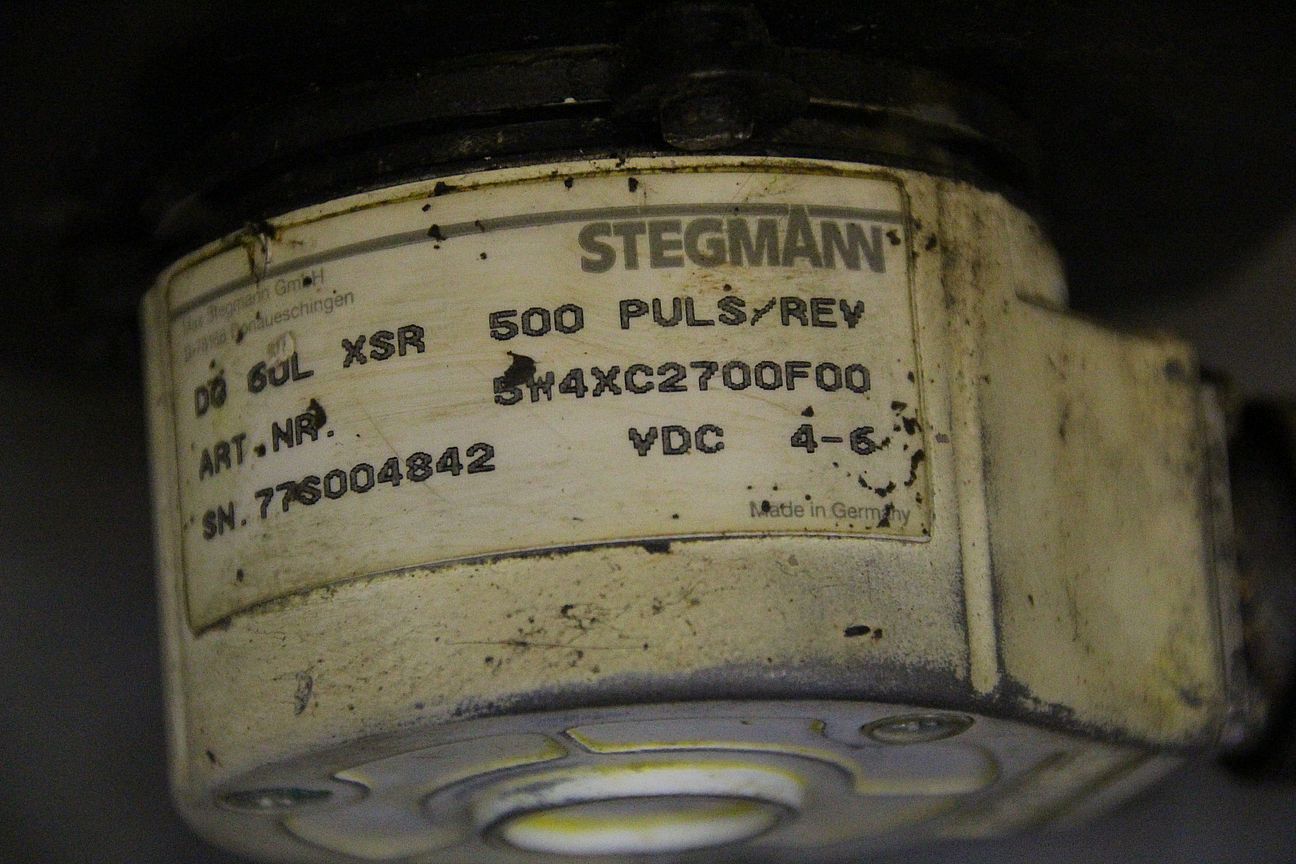 STEGMANN
Max Stegmann GmbH
D-78166 Donaueschingen
DG 60L XSR 500 PULS/REV
ART.NR. 5W4XC2700F00
SN.77S004842 VDC 4-6
Made in Germany